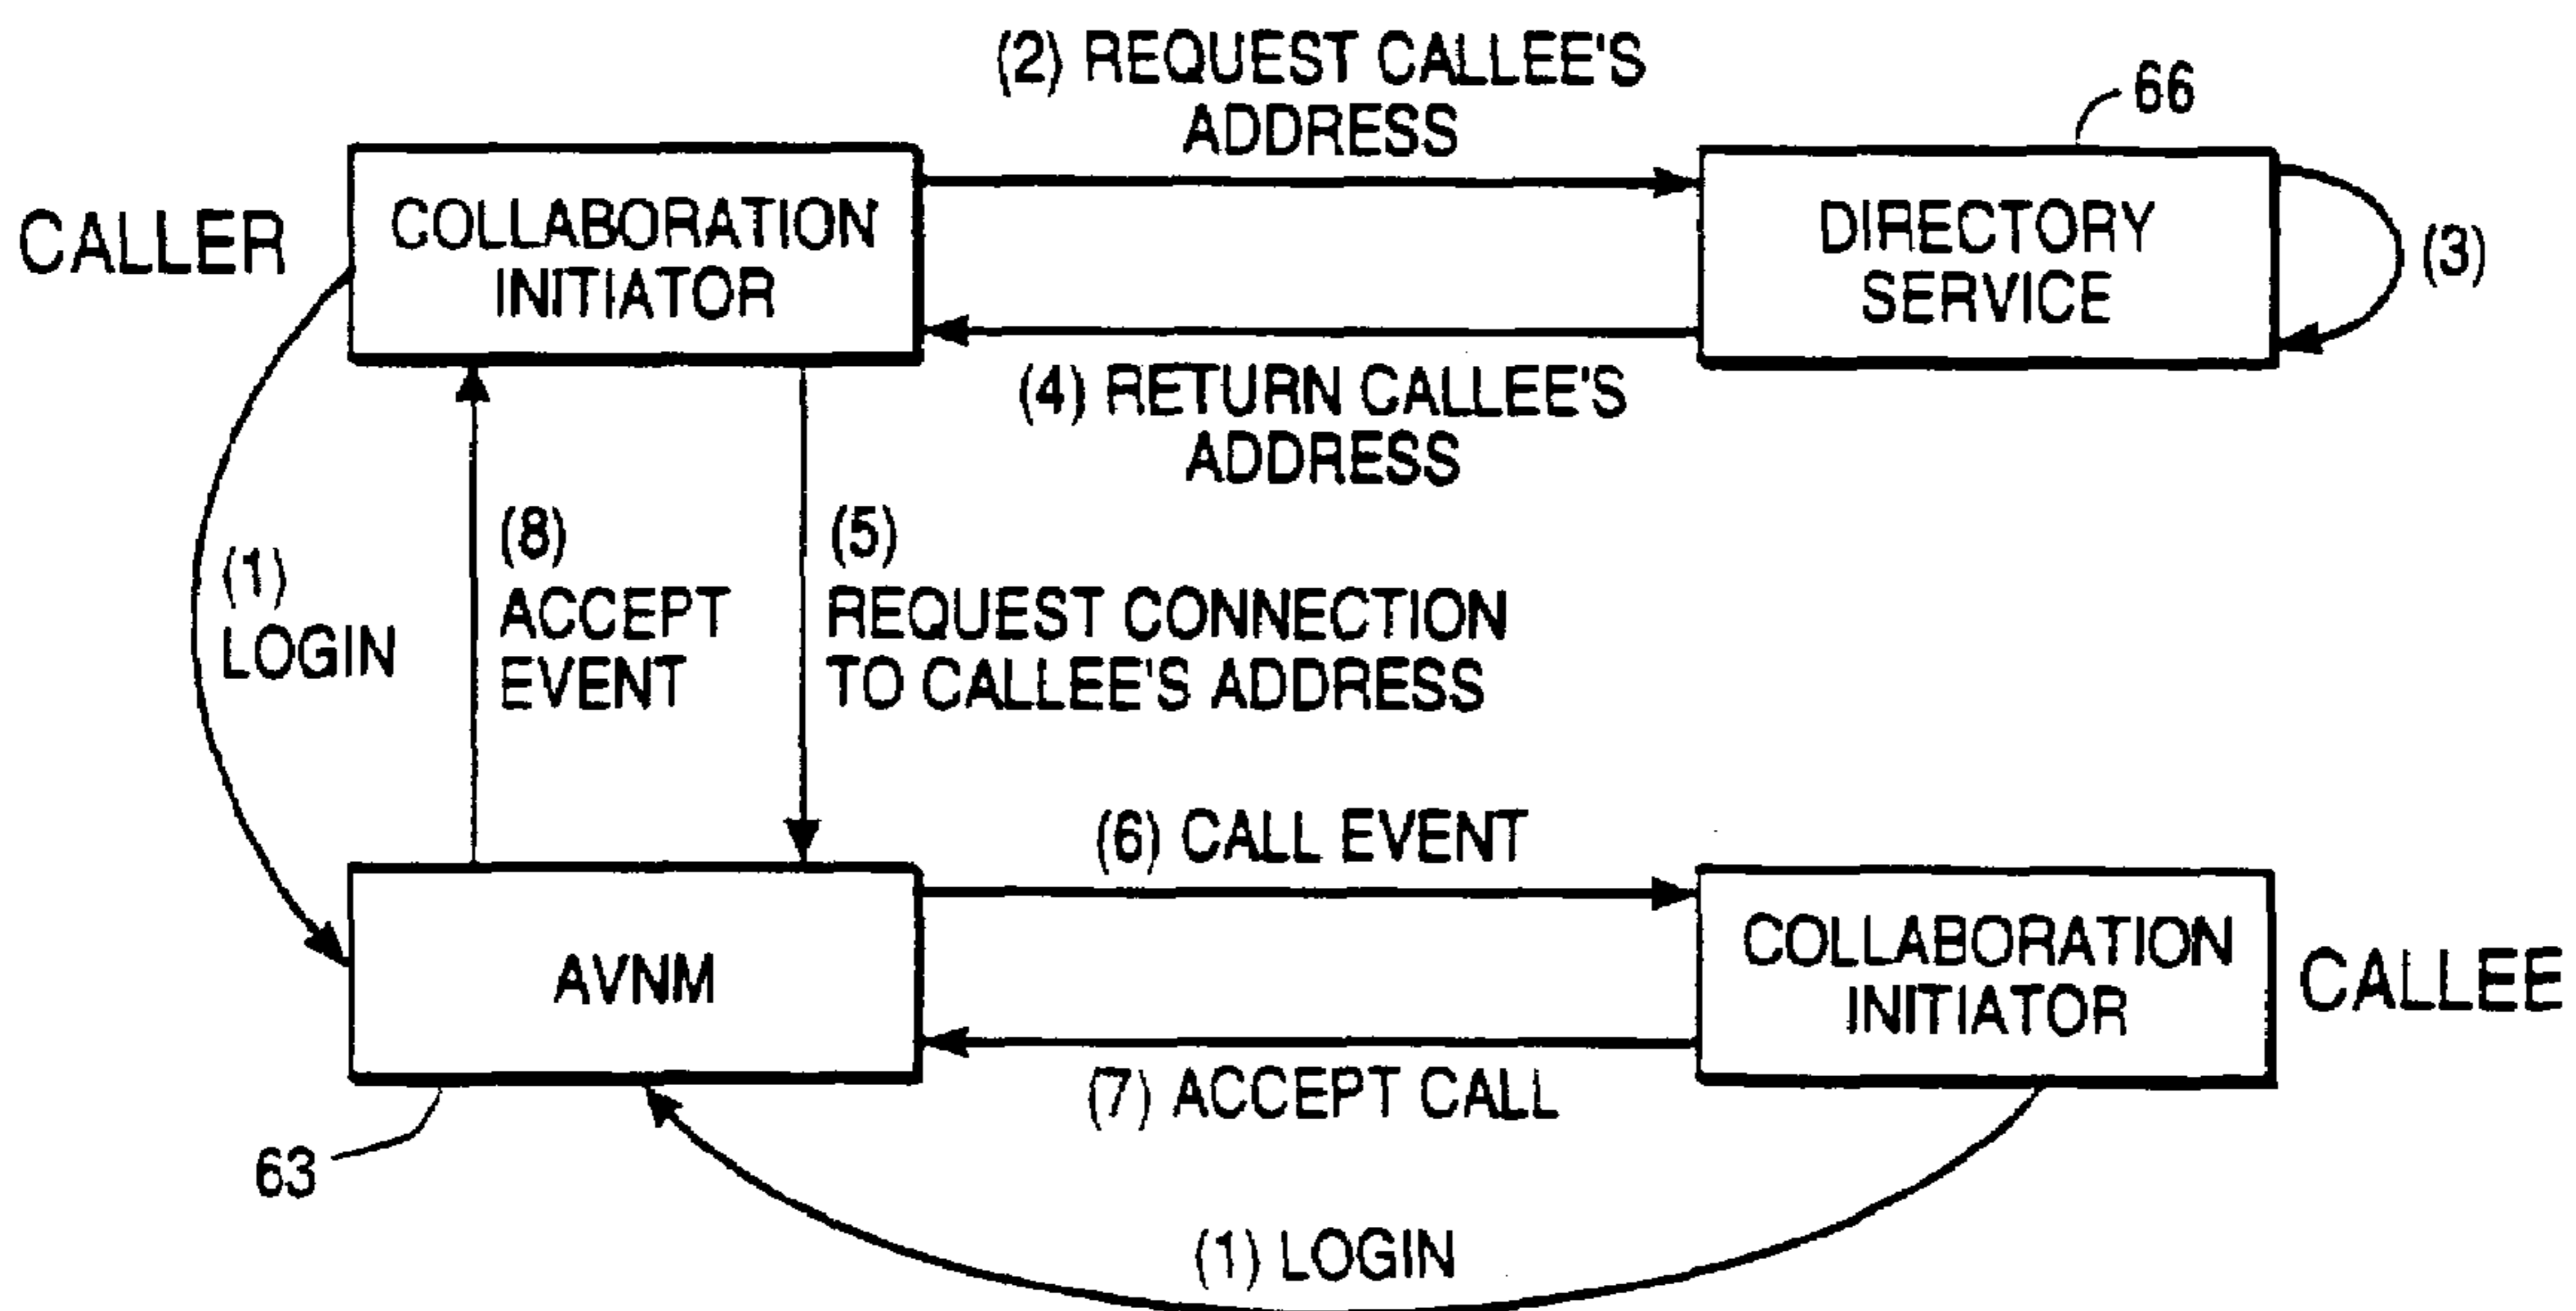 (2) REQUEST CALLEE'S
ADDRESS
66
CALLER
COLLABORATION
INITIATOR
DIRECTORY
SERVICE
(3)
(4) RETURN CALLEE'S
ADDRESS
(1)
LOGIN
(8)
ACCEPT
EVENT
(5)
REQUEST CONNECTION
TO CALLEE'S ADDRESS
(6) CALL EVENT
AVNM
COLLABORATION
INITIATOR
CALLEE
(7) ACCEPT CALL
63
(1) LOGIN